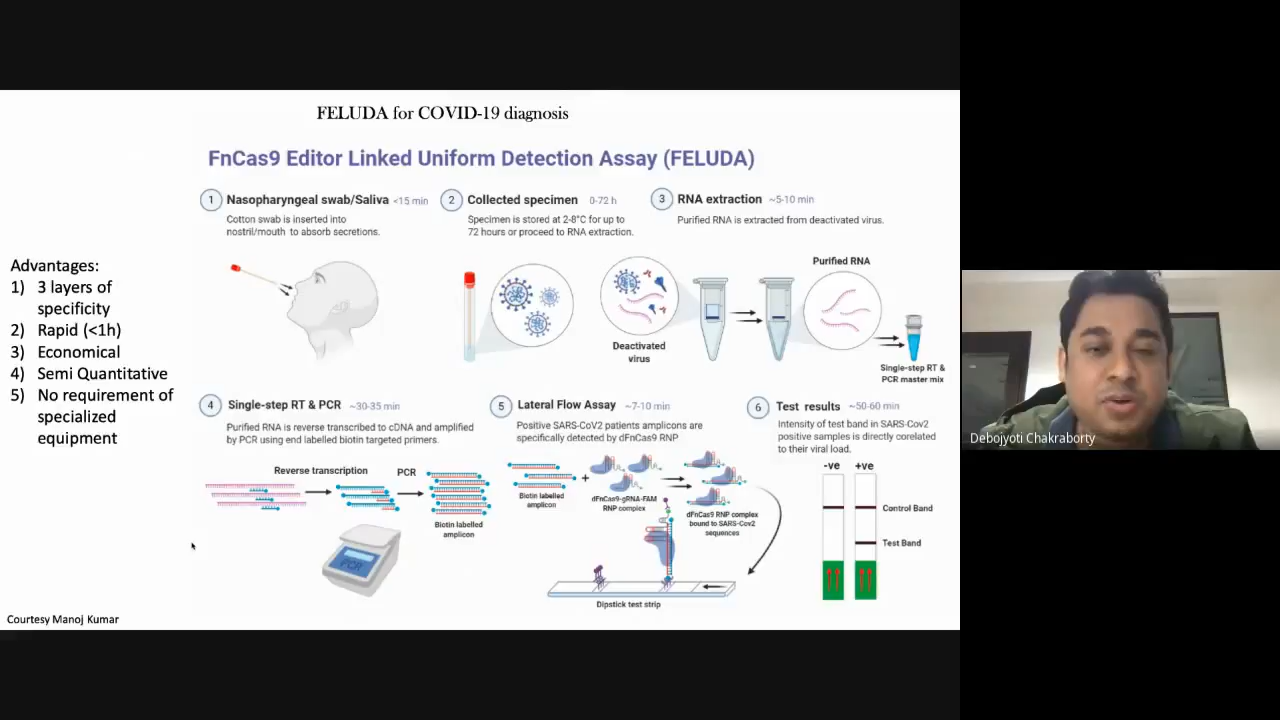 FELUDA for COVID-19 diagnosis
FnCas9 Editor Linked Uniform Detection Assay (FELUDA)
1 Nasopharyngeal swab/Saliva <15 min
Cotton swab is inserted into
nostril/mouth to absorb secretions.
2 Collected specimen 0-72 h
Specimen is stored at 2-8°C for up to
72 hours or proceed to RNA extraction.
3 RNA extraction ~5-10 min
Purified RNA is extracted from deactivated virus.
Purified RNA
Deactivated
virus
Single-step RT &
PCR master mix
Advantages:
1) 3 layers of
specificity
2) Rapid (<1h)
3) Economical
4) Semi Quantitative
5) No requirement of
specialized
equipment
4 Single-step RT & PCR ~30-35 min
Purified RNA is reverse transcribed to cDNA and amplified
by PCR using end labelled biotin targeted primers.
Reverse transcription
PCR
Biotin labelled
amplicon
PCR
5 Lateral Flow Assay ~7-10 min
Positive SARS-CoV2 patients amplicons are
specifically detected by dFnCas9 RNP
Biotin labelled
amplicon
+
dFnCas9-gRNA-FAM
RNP complex
dFnCas9 RNP complex
bound to SARS-Cov2
sequences
Dipstick test strip
6 Test results ~50-60 min
Intensity of test band in SARS-Cov2
positive samples is directly corelated
to their viral load.
-ve +ve
Control Band
Test Band
Courtesy Manoj Kumar
Debojyoti Chakraborty